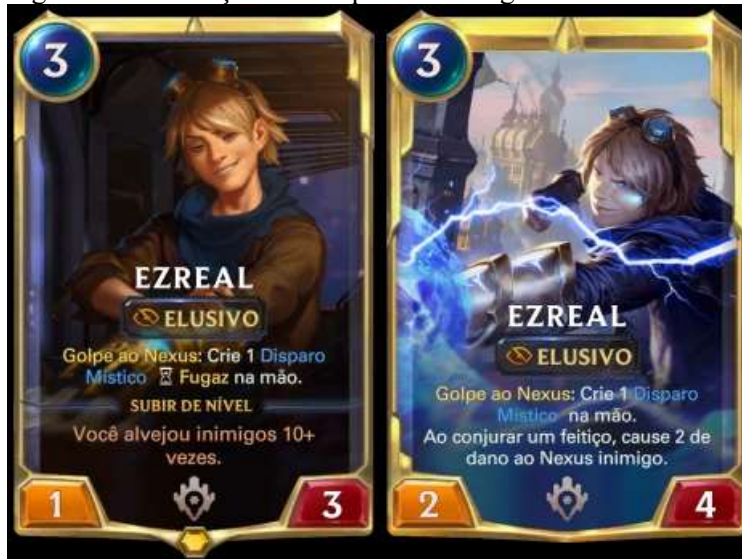 3
EZREAL
ELUSIVO
Golpe ao Nexus: Crie 1 Disparo
Místico Fugaz na mão.
SUBIR DE NÍVEL
Você alvejou inimigos 10+
vezes.
1
3
3
EZREAL
ELUSIVO
Golpe ao Nexus: Crie 1 Disparo
Místico na mão.
Ao conjurar um feitiço, cause 2 de
dano ao Nexus inimigo.
2
4